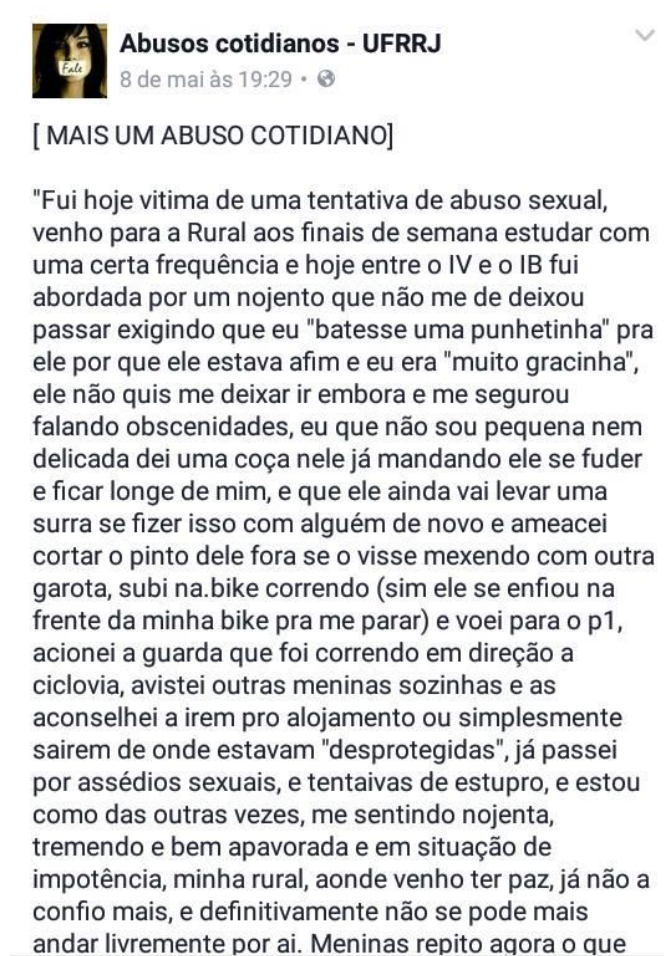 Fale
Abusos cotidianos - UFRRJ
8 de mai às 19:29 •
[ MAIS UM ABUSO COTIDIANO]
"Fui hoje vitima de uma tentativa de abuso sexual,
venho para a Rural aos finais de semana estudar com
uma certa frequência e hoje entre o IV e o IB fui
abordada por um nojento que não me de deixou
passar exigindo que eu "batesse uma punhetinha" pra
ele por que ele estava afim e eu era "muito gracinha",
ele não quis me deixar ir embora e me segurou
falando obscenidades, eu que não sou pequena nem
delicada dei uma coça nele já mandando ele se fuder
e ficar longe de mim, e que ele ainda vai levar uma
surra se fizer isso com alguém de novo e ameacei
cortar o pinto dele fora se o visse mexendo com outra
garota, subi na.bike correndo (sim ele se enfiou na
frente da minha bike pra me parar) e voei para o p1,
acionei a guarda que foi correndo em direção a
ciclovia, avistei outras meninas sozinhas e as
aconselhei a irem pro alojamento ou simplesmente
sairem de onde estavam "desprotegidas", já passei
por assédios sexuais, e tentaivas de estupro, e estou
como das outras vezes, me sentindo nojenta,
tremendo e bem apavorada e em situação de
impotência, minha rural, aonde venho ter paz, já não a
confio mais, e definitivamente não se pode mais
andar livremente por ai. Meninas repito agora o que